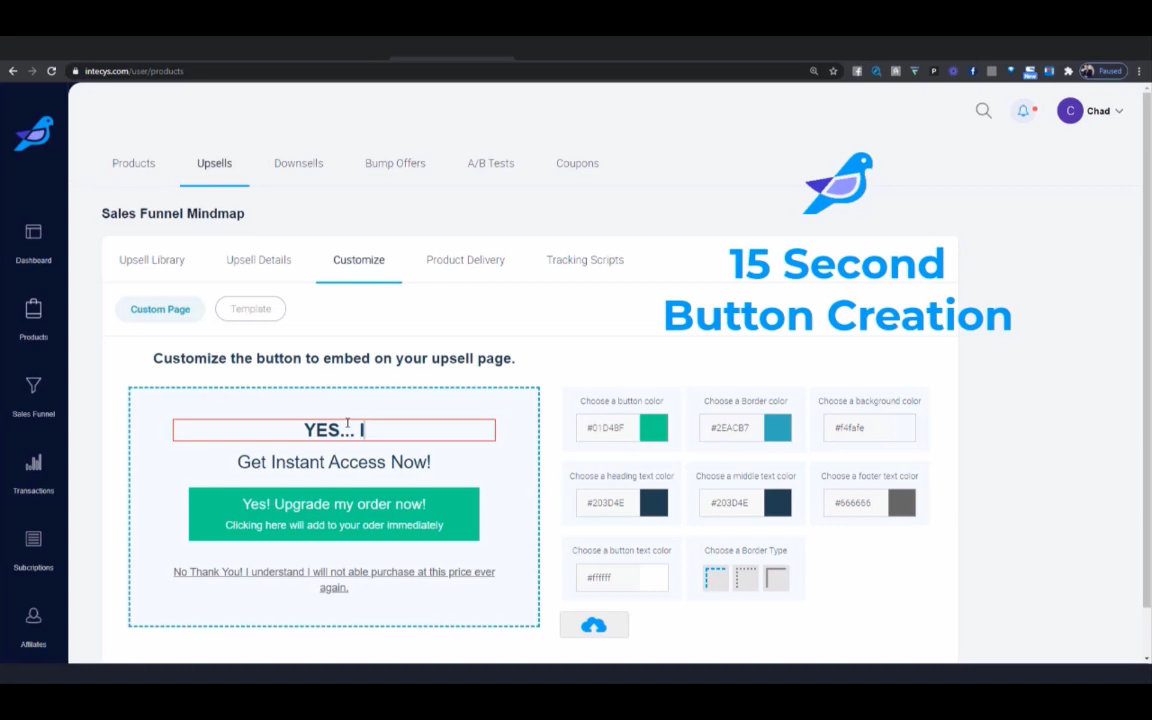 intecys.com/user/products
Paused
C Chad
Products Upsells Downsells Bump Offers A/B Tests Coupons
Sales Funnel Mindmap
Upsell Library Upsell Details Customize Product Delivery Tracking Scripts
15 Second
Button Creation
Custom Page Template
Customize the button to embed on your upsell page.
YES... I
Get Instant Access Now!
Yes! Upgrade my order now!
Clicking here will add to your oder immediately
No Thank You! I understand I will not able purchase at this price ever
again.
Choose a button color Choose a Border color Choose a background color
#01D48F #2EACB7 #f4fafe
Choose a heading text color Choose a middle text color Choose a footer text color
#203D4E #203D4E #666666
Choose a button text color Choose a Border Type
#ffffff
Dashboard
Products
Sales Funnel
Transactions
Subcriptions
Affiliates